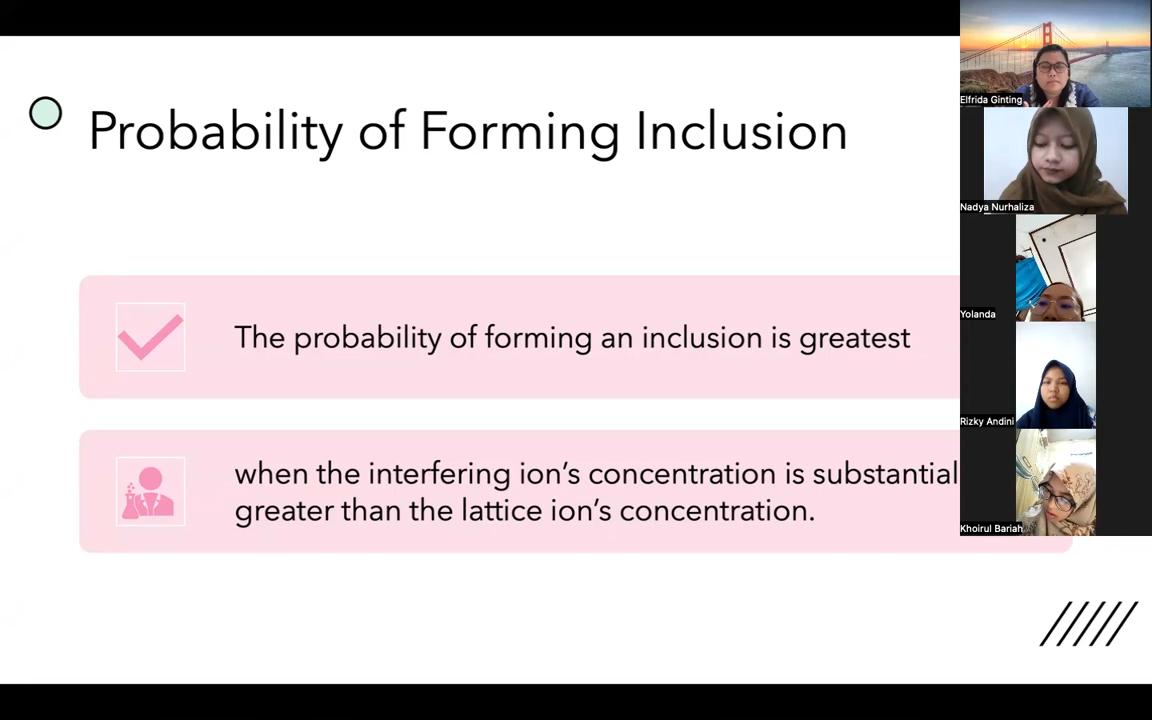 Probability of Forming Inclusion
The probability of forming an inclusion is greatest
when the interfering ion's concentration is substantial
greater than the lattice ion's concentration.
Elfrida Ginting
Nadya Nurhaliza
Yolanda
Rizky Andini
Khoirul Bariah